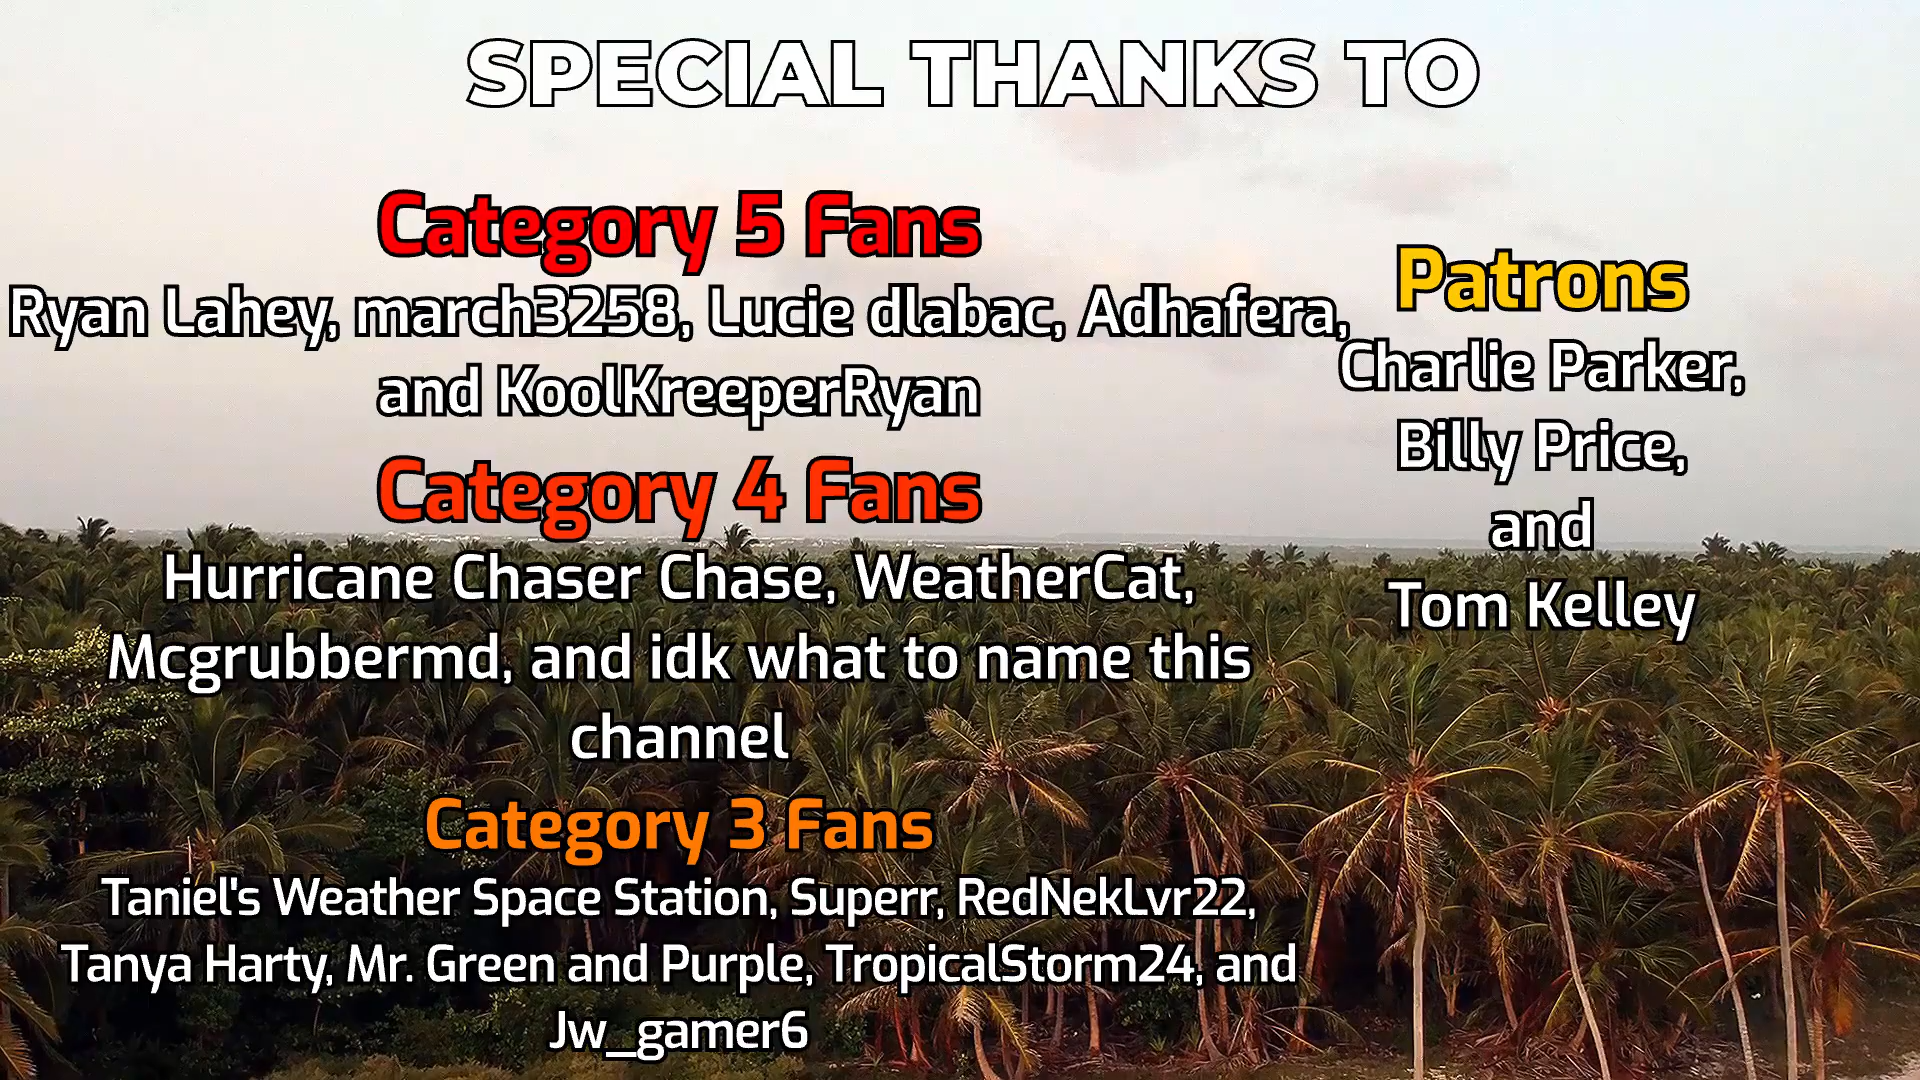 SPECIAL THANKS TO
Category 5 Fans
Ryan Lahey, march3258, Lucie dlabac, Adhafera,
and KoolKreeperRyan
Category 4 Fans
Hurricane Chaser Chase, WeatherCat,
Mcgrubbermd, and idk what to name this
channel
Category 3 Fans
Taniel's Weather Space Station, Superr, RedNekLvr22,
Tanya Harty, Mr. Green and Purple, TropicalStorm24, and
Jw_gamer6
Patrons
Charlie Parker,
Billy Price,
and
Tom Kelley